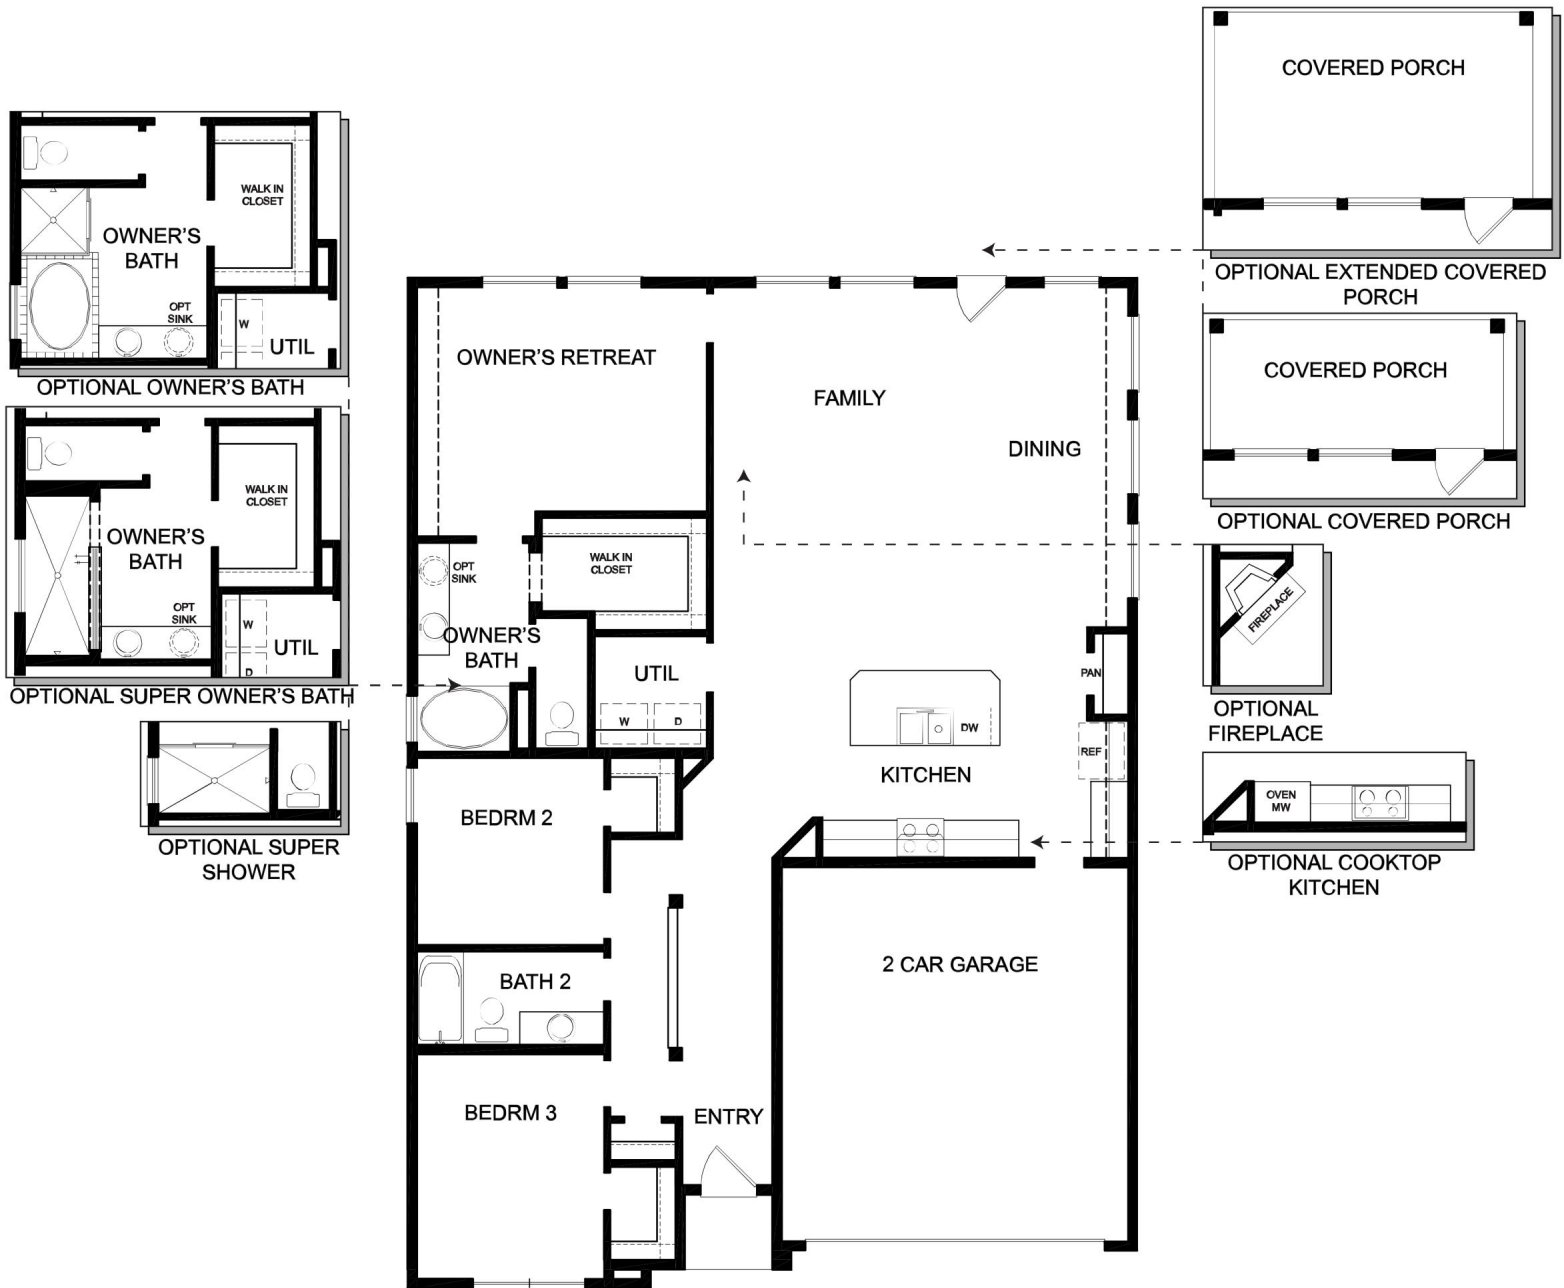 COVERED PORCH
OPTIONAL EXTENDED COVERED
PORCH
COVERED PORCH
OPTIONAL COVERED PORCH
WALK IN
CLOSET
OWNER'S
BATH
OPT
SINK
W
UTIL
OPTIONAL OWNER'S BATH
WALK IN
CLOSET
OWNER'S
BATH
OPT
SINK
W
D
UTIL
OPTIONAL SUPER OWNER'S BATH
OPTIONAL SUPER
SHOWER
OWNER'S RETREAT
FAMILY
DINING
WALK IN
CLOSET
OPT
SINK
OWNER'S
BATH
UTIL
W
D
PAN
DW
REF
KITCHEN
BEDRM 2
BATH 2
2 CAR GARAGE
BEDRM 3
ENTRY
FIREPLACE
OPTIONAL
FIREPLACE
OVEN
MW
OPTIONAL COOKTOP
KITCHEN